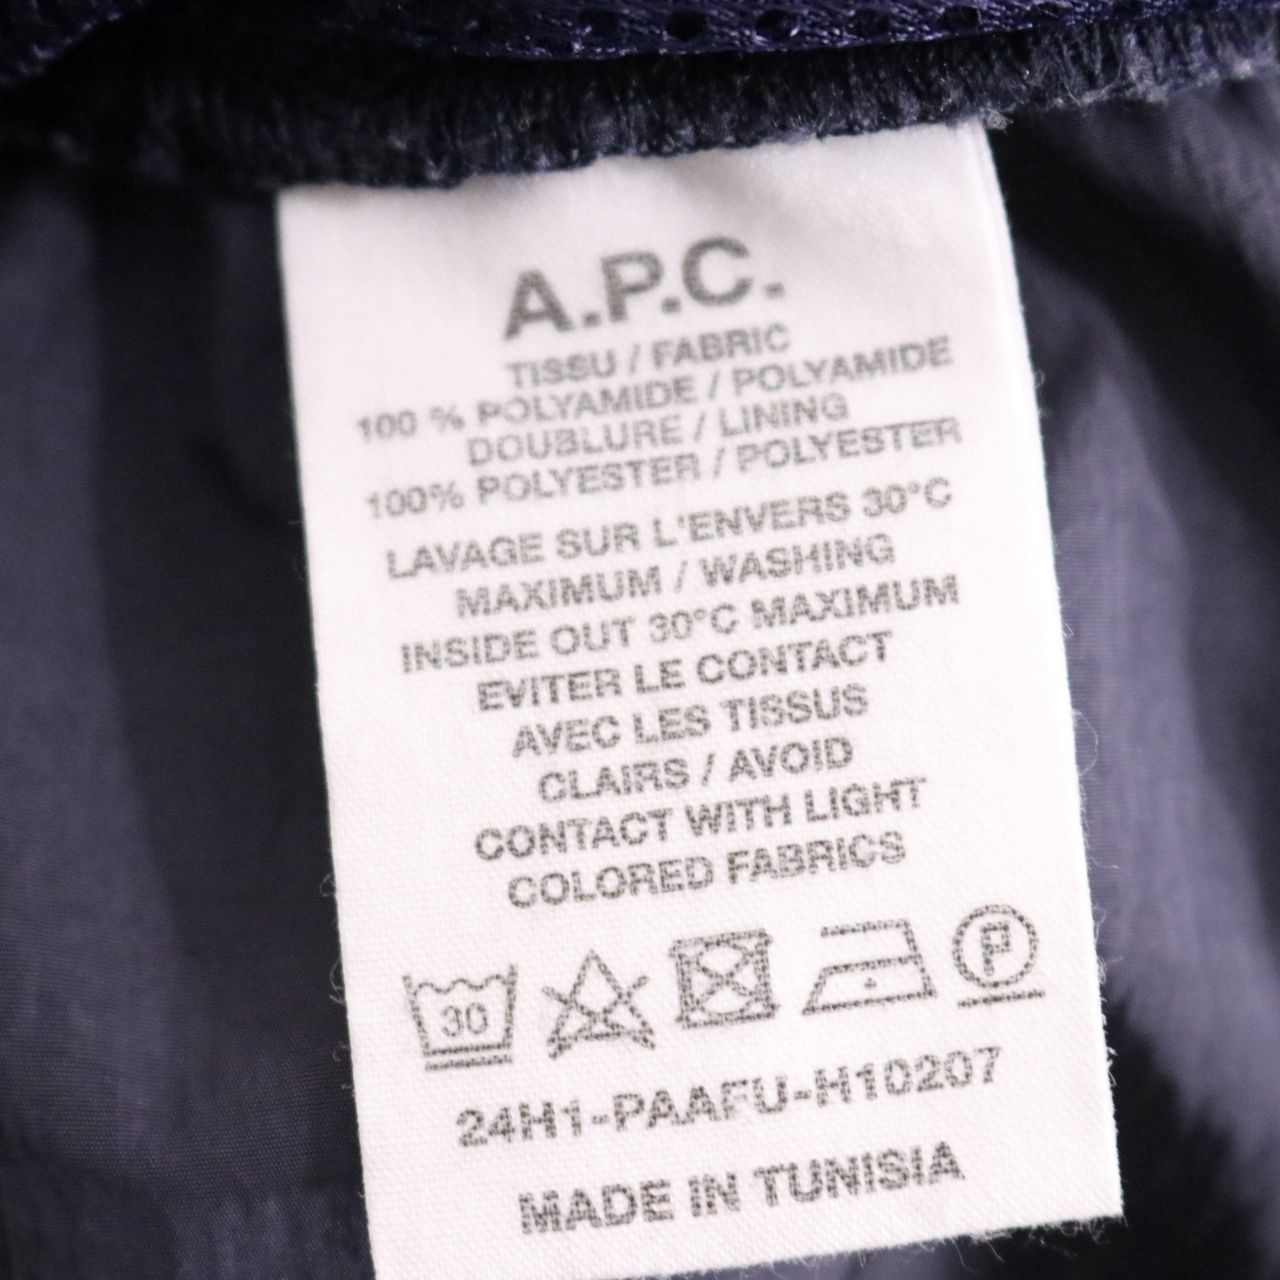 A.P.C.
TISSU / FABRIC
100 % POLYAMIDE / POLYAMIDE
DOUBLURE / LINING
100% POLYESTER / POLYESTER
LAVAGE SUR L'ENVERS 30°C
MAXIMUM / WASHING
INSIDE OUT 30°C MAXIMUM
EVITER LE CONTACT
AVEC LES TISSUS
CLAIRS / AVOID
CONTACT WITH LIGHT
COLORED FABRICS
30 P
24H1-PAAFU-H10207
MADE IN TUNISIA